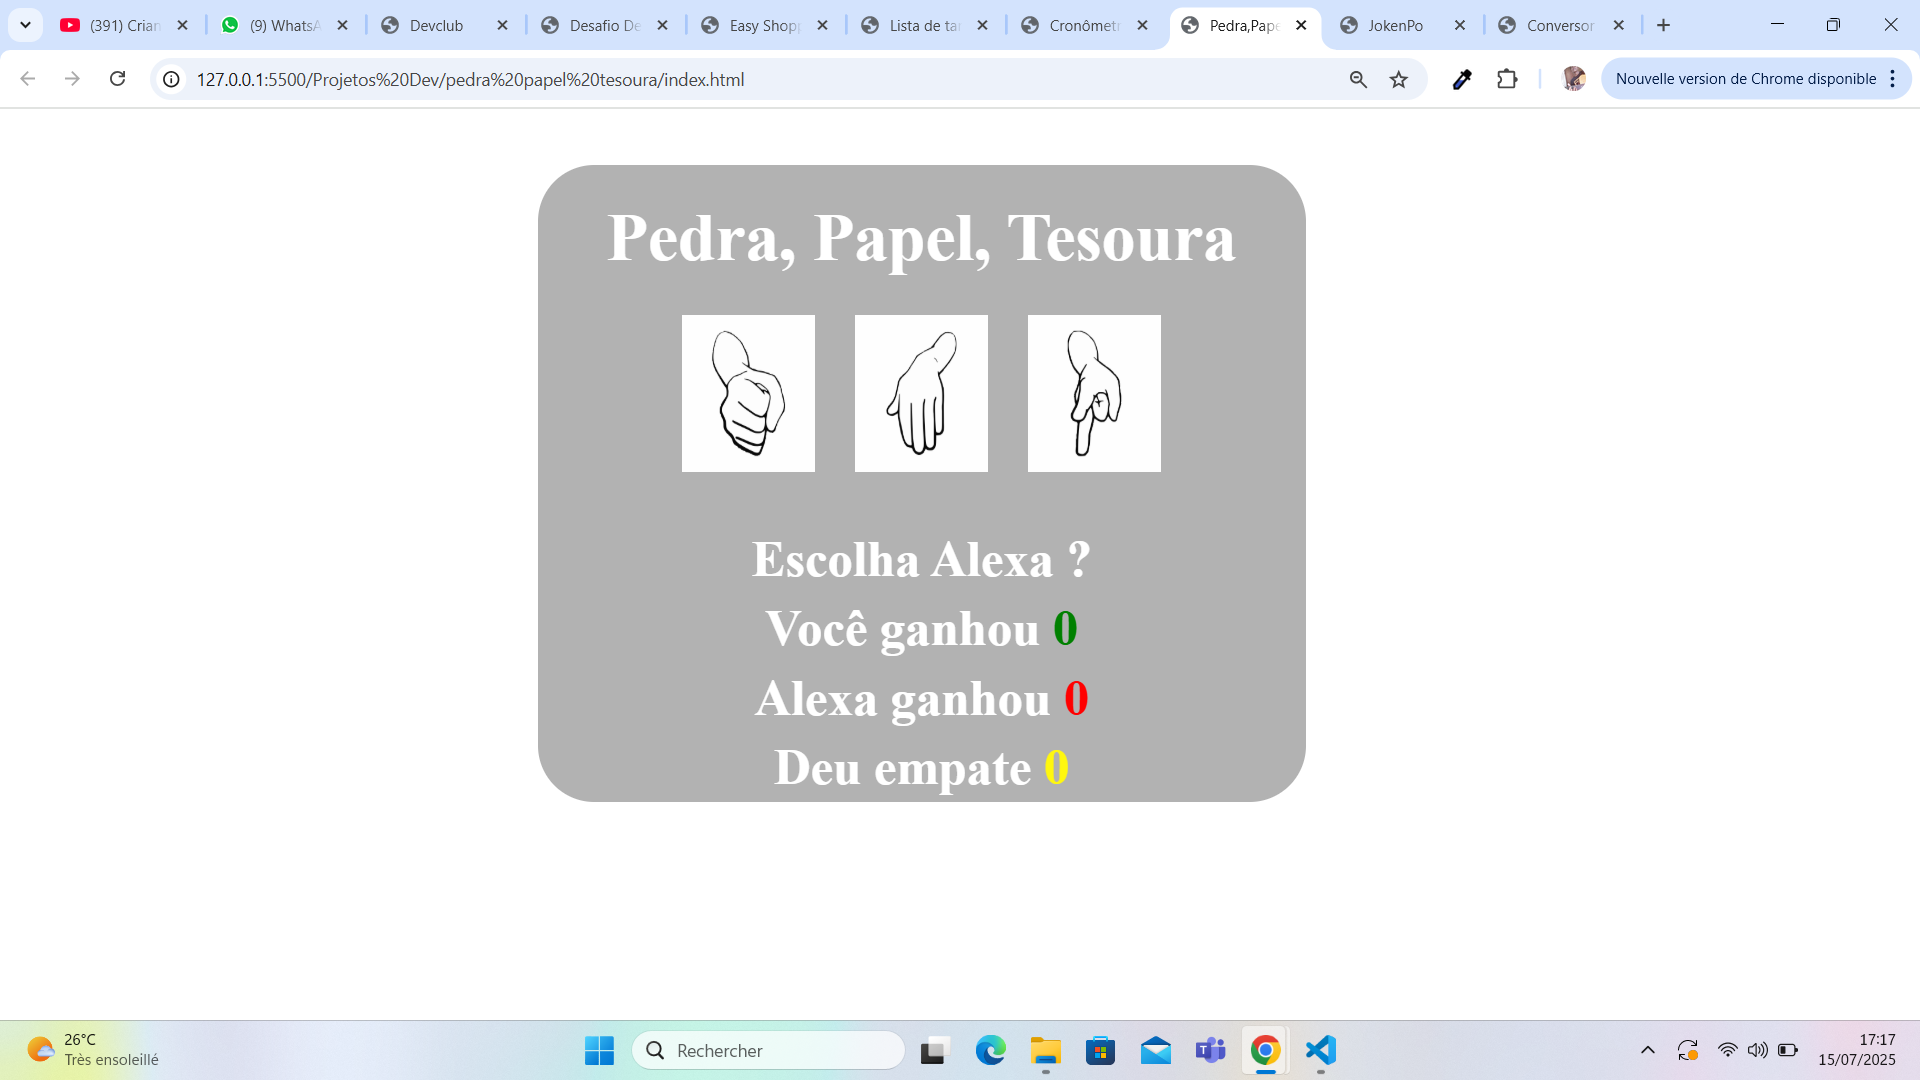 (391) Crian
(9) WhatsA
Devclub
Desafio De
Easy Shop
Lista de ta
Cronômet
Pedra,Pape
JokenPo
Conversor
127.0.0.1:5500/Projetos%20Dev/pedra%20papel%20tesoura/index.html
Nouvelle version de Chrome disponible
Pedra, Papel, Tesoura
Escolha Alexa ?
Você ganhou 0
Alexa ganhou 0
Deu empate 0
26°C
Très ensoleillé
Rechercher
17:17
15/07/2025